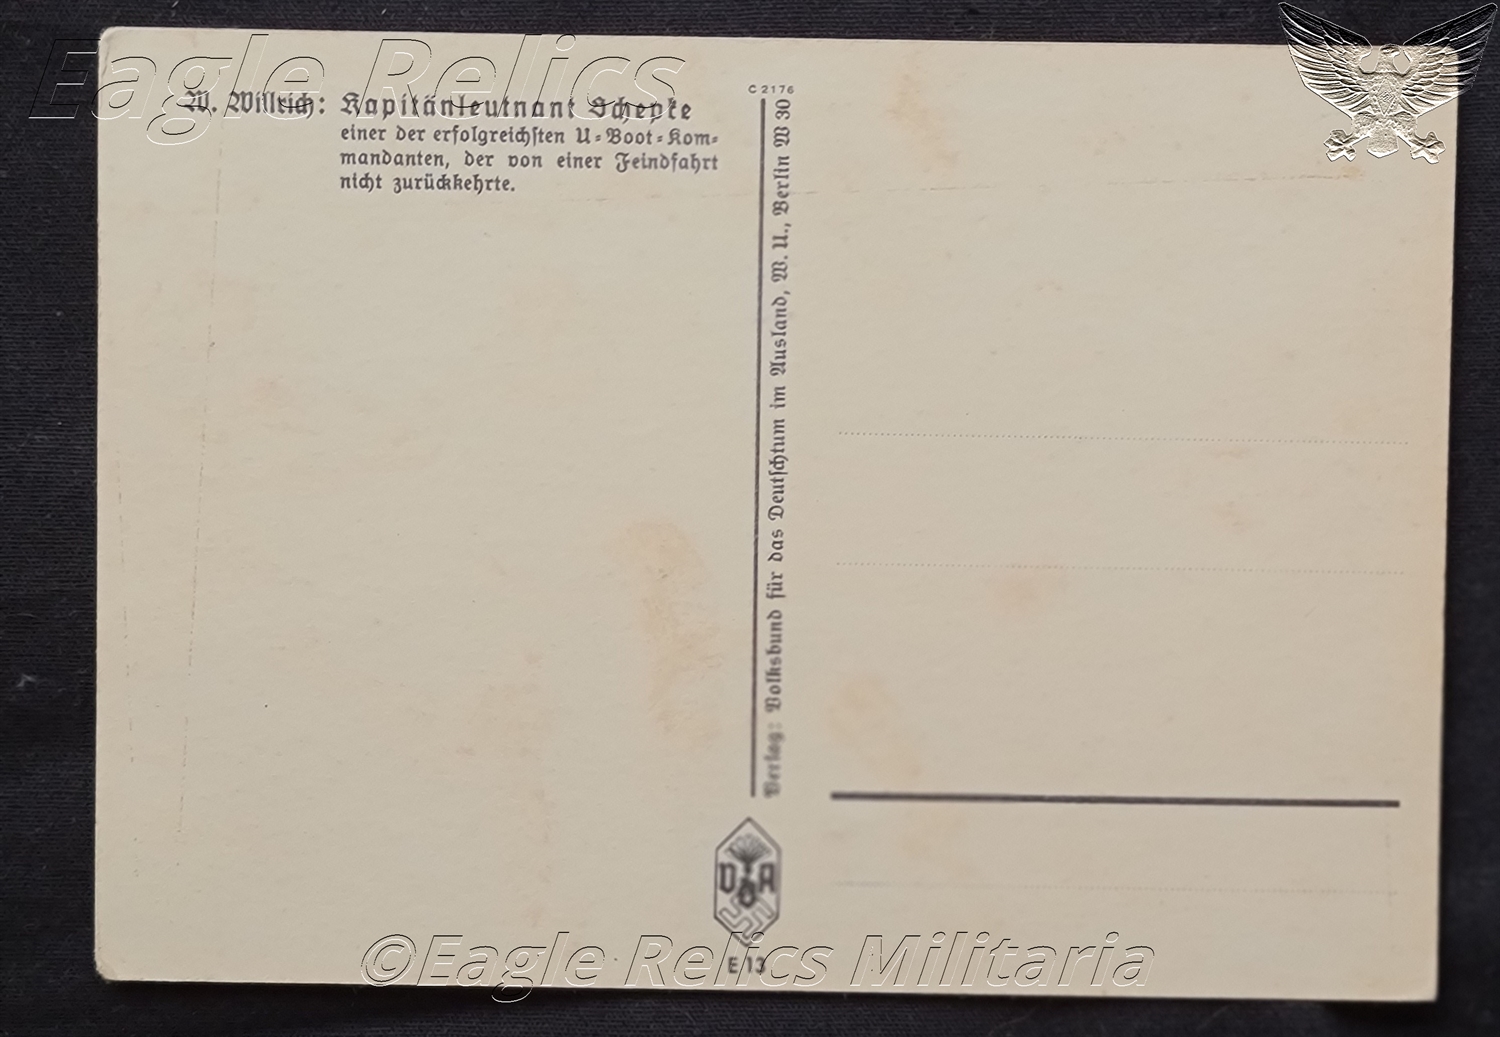 Eagle Relics
W. Willrich: Kapitänleutnant Schepke
einer der erfolgreichsten U-Boot-Kom-
mandanten, der von einer Feindfahrt
nicht zurückkehrte.
C 2176
Verlag: Volksbund für das Deutschtum im Ausland, W. U., Berlin W 30
V D A
E 13
©Eagle Relics Militaria